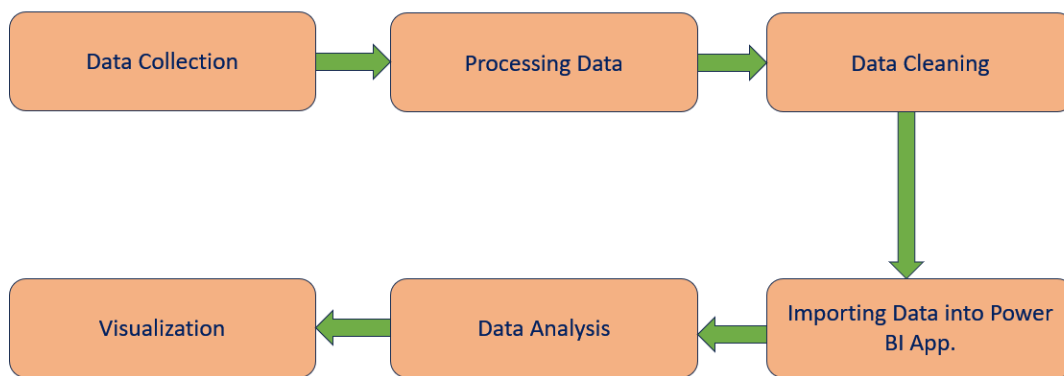 Data Collection
Processing Data
Data Cleaning
Importing Data into Power
BI App.
Data Analysis
Visualization